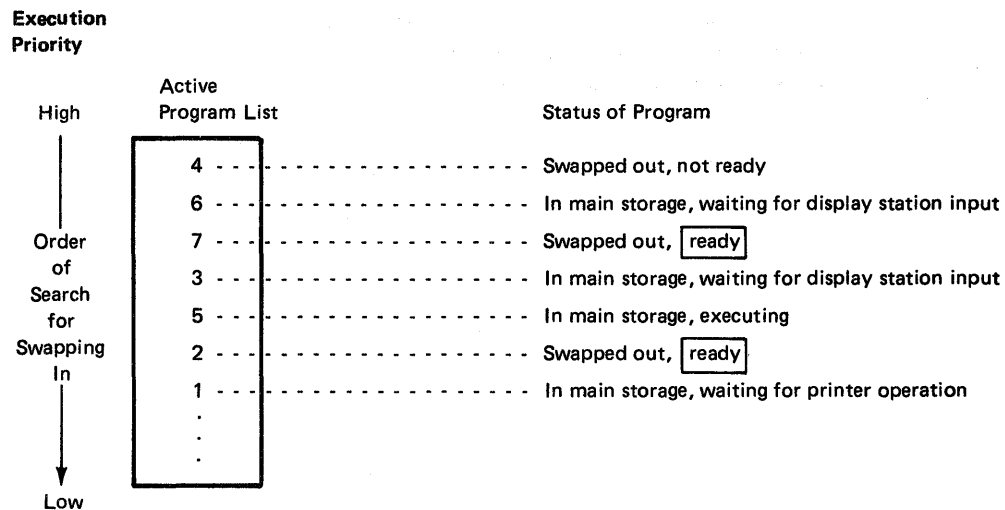 Execution
Priority
Active
High Program List Status of Program
4 - - - - - - - - - - - - - - - - - - - - - Swapped out, not ready
6 - - - - - - - - - - - - - - - - - - - - - In main storage, waiting for display station input
Order 7 - - - - - - - - - - - - - - - - - - - - - Swapped out, ready
of
3 - - - - - - - - - - - - - - - - - - - - - In main storage, waiting for display station input
Search
for 5 - - - - - - - - - - - - - - - - - - - - - In main storage, executing
Swapping 2 - - - - - - - - - - - - - - - - - - - - - Swapped out, ready
In
1 - - - - - - - - - - - - - - - - - - - - - In main storage, waiting for printer operation
.
.
.
Low